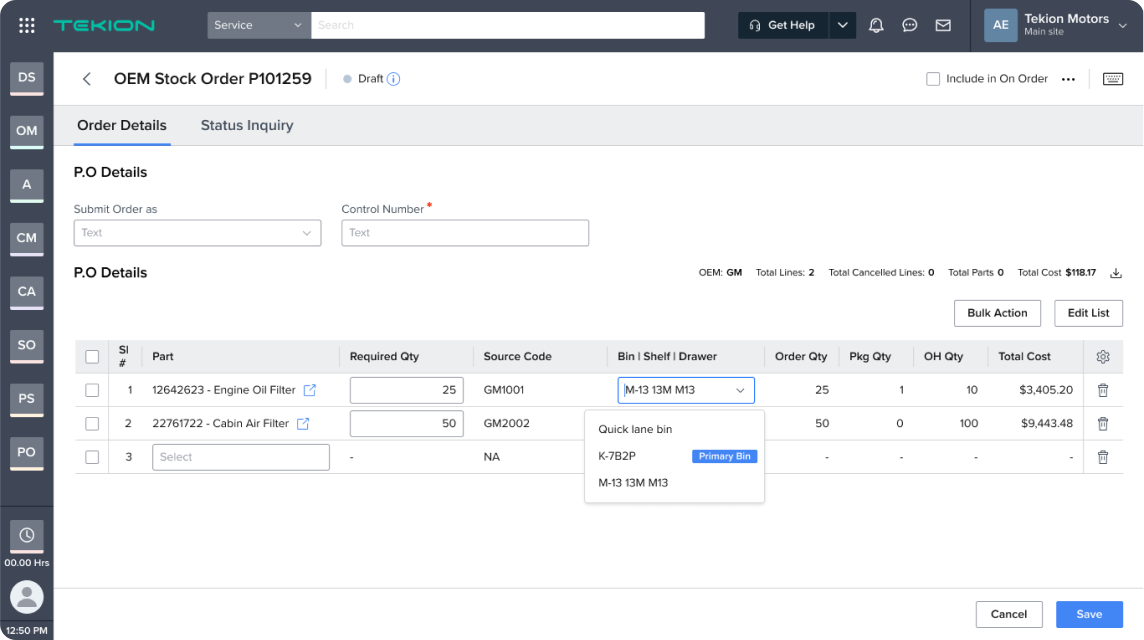 TEKION
Service
Search
Get Help
AE
Tekion Motors
Main site
DS
OM
A
CM
CA
SO
PS
PO
00.00 Hrs
12:50 PM
OEM Stock Order P101259
Draft
Include in On Order
Order Details
Status Inquiry
P.O Details
Submit Order as
Control Number *
Text
Text
P.O Details
OEM: GM Total Lines: 2 Total Cancelled Lines: 0 Total Parts 0 Total Cost $118.17
Bulk Action
Edit List
Sl # Part Required Qty Source Code Bin | Shelf | Drawer Order Qty Pkg Qty OH Qty Total Cost
1 12642623 - Engine Oil Filter 25 GM1001 M-13 13M M13 25 1 10 $3,405.20
2 22761722 - Cabin Air Filter 50 GM2002 50 0 100 $9,443.48
3 Select - NA - - - -
Quick lane bin
K-7B2P Primary Bin
M-13 13M M13
Cancel
Save